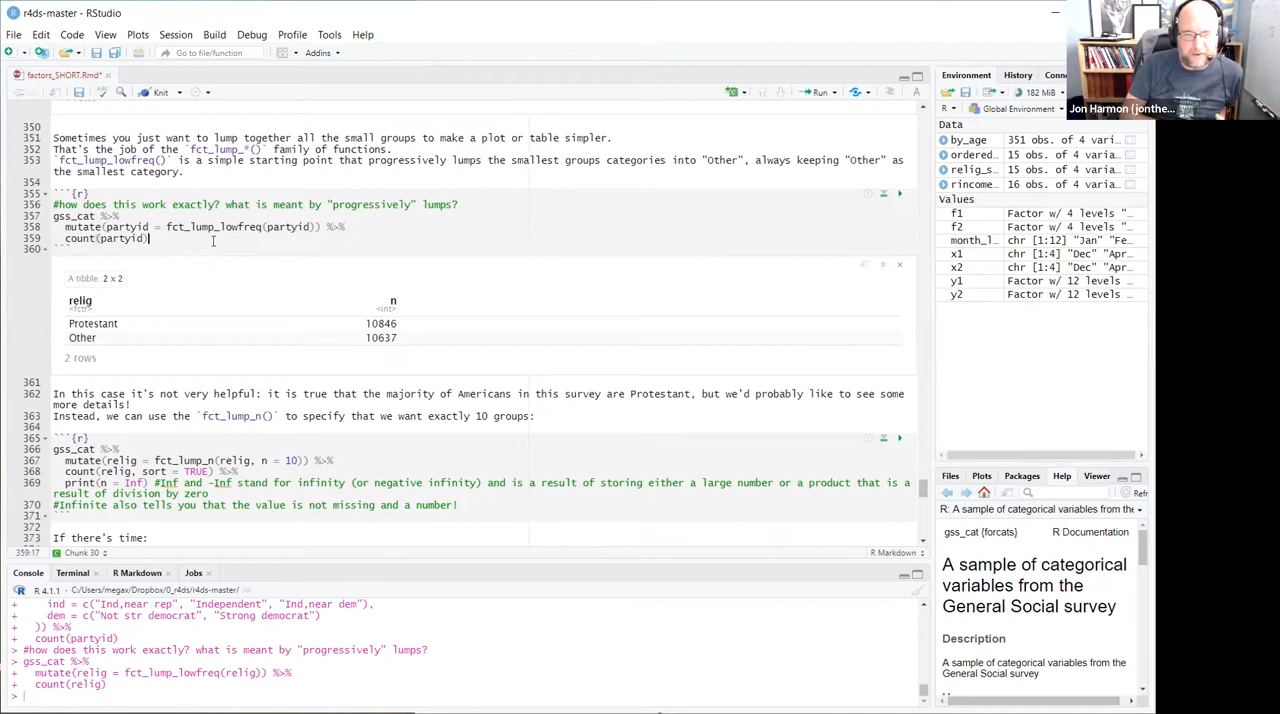 r4ds-master - RStudio
File Edit Code View Plots Session Build Debug Profile Tools Help
Go to file/function Addins
factors_SHORT.Rmd*
Knit Run
350
351 Sometimes you just want to lump together all the small groups to make a plot or table simpler.
352 That's the job of the `fct_lump_*()` family of functions.
353 `fct_lump_lowfreq()` is a simple starting point that progressively lumps the smallest groups categories into "Other", always keeping "Other" as
the smallest category.
354
355 ```{r}
356 #how does this work exactly? what is meant by "progressively" lumps?
357 gss_cat %>%
358 mutate(partyid = fct_lump_lowfreq(partyid)) %>%
359 count(partyid)
360 ```
A tibble: 2 x 2
relig n
<fctr> <int>
Protestant 10846
Other 10637
2 rows
361
362 In this case it's not very helpful: it is true that the majority of Americans in this survey are Protestant, but we'd probably like to see some
more details!
363 Instead, we can use the `fct_lump_n()` to specify that we want exactly 10 groups:
364
365 ```{r}
366 gss_cat %>%
367 mutate(relig = fct_lump_n(relig, n = 10)) %>%
368 count(relig, sort = TRUE) %>%
369 print(n = Inf) #Inf and -Inf stand for infinity (or negative infinity) and is a result of storing either a large number or a product that is a
result of division by zero
370 #Infinite also tells you that the value is not missing and a number!
371 ```
372
373 If there's time:
359:17 Chunk 30 R Markdown
Console Terminal R Markdown Jobs
R 4.1.1 · C:/Users/megax/Dropbox/0_r4ds/r4ds-master/
+ ind = c("Ind,near rep", "Independent", "Ind,near dem"),
+ dem = c("Not str democrat", "Strong democrat")
+ )) %>%
+ count(partyid)
> #how does this work exactly? what is meant by "progressively" lumps?
> gss_cat %>%
+ mutate(relig = fct_lump_lowfreq(relig)) %>%
+ count(relig)
>
Jon Harmon (jonthe...
Environment History Conn
182 MiB
R Global Environment
Data
by_age 351 obs. of 4 varia…
ordered… 15 obs. of 4 variab…
relig_s… 15 obs. of 4 variab…
rincome… 16 obs. of 4 variab…
Values
f1 Factor w/ 4 levels "…
f2 Factor w/ 4 levels "…
month_l… chr [1:12] "Jan" "Fe…
x1 chr [1:4] "Dec" "Apr…
x2 chr [1:4] "Dec" "Apr…
y1 Factor w/ 12 levels …
y2 Factor w/ 12 levels …
Files Plots Packages Help Viewer
Refr
R: A sample of categorical variables from the
gss_cat {forcats} R Documentation
A sample of categorical
variables from the
General Social survey
Description
A sample of categorical variables from the
General Social survey